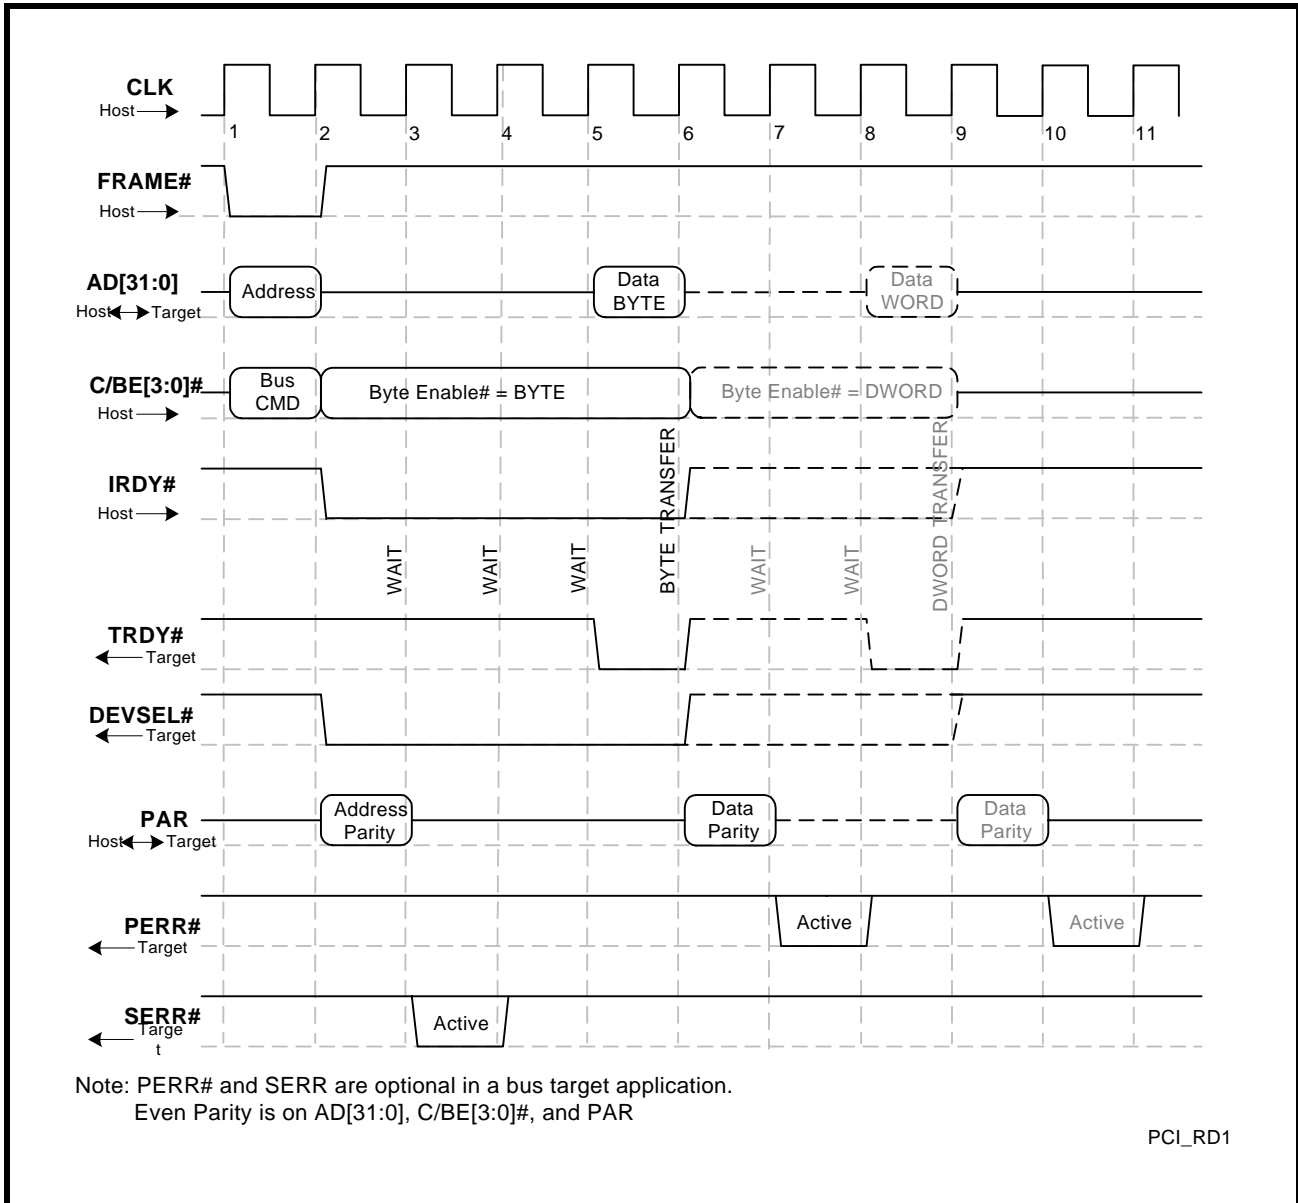 CLK
Host
1 2 3 4 5 6 7 8 9 10 11
FRAME#
Host
AD[31:0]
Host Target
Address
Data
BYTE
Data
WORD
C/BE[3:0]#
Host
Bus
CMD
Byte Enable# = BYTE
Byte Enable# = DWORD
IRDY#
Host
WAIT
WAIT
WAIT
BYTE TRANSFER
WAIT
WAIT
DWORD TRANSFER
TRDY#
Target
DEVSEL#
Target
PAR
Host Target
Address
Parity
Data
Parity
Data
Parity
PERR#
Target
Active
Active
SERR#
Targe
t
Active
Note: PERR# and SERR are optional in a bus target application.
Even Parity is on AD[31:0], C/BE[3:0]#, and PAR
PCI_RD1